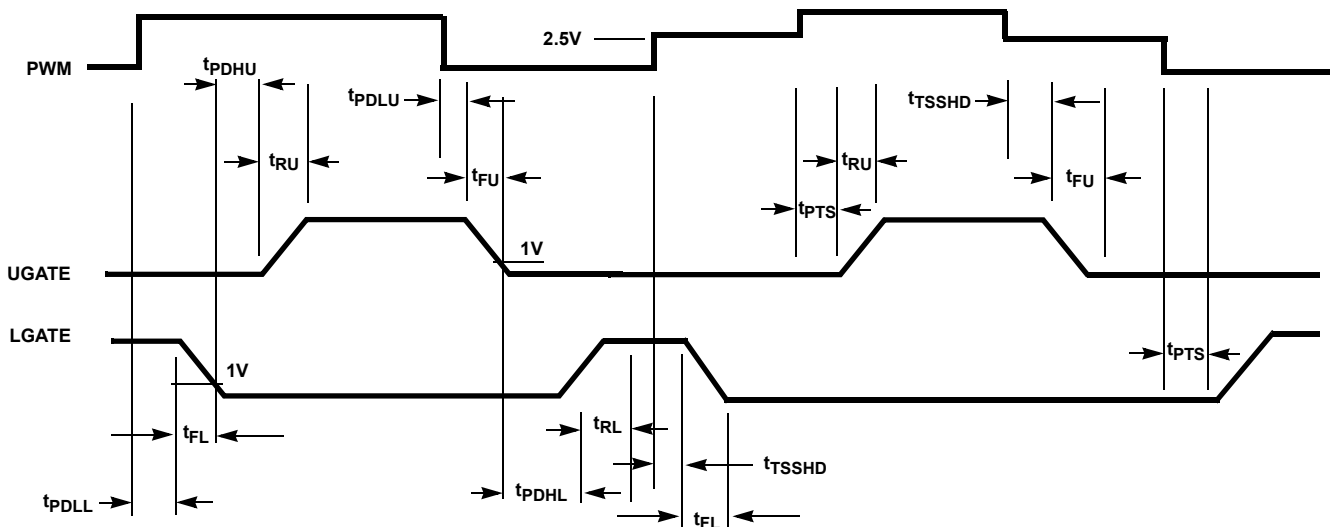 2.5V
PWM
tPDHU
tPDLU
tTSSHD
tRU
tFU
tRU
tFU
tPTS
1V
UGATE
LGATE
1V
tPTS
tFL
tRL
tTSSHD
tPDLL
tPDHL
tFL